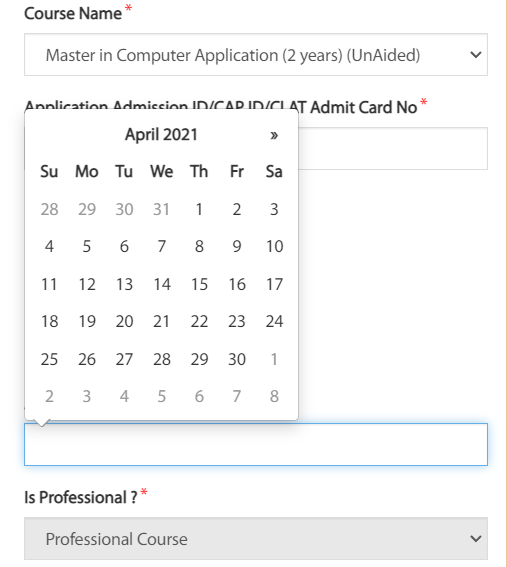 Course Name *
Master in Computer Application (2 years) (UnAided)
Application Admission ID/CAP ID/CLAT Admit Card No *
April 2021 »
Su Mo Tu We Th Fr Sa
28 29 30 31 1 2 3
4 5 6 7 8 9 10
11 12 13 14 15 16 17
18 19 20 21 22 23 24
25 26 27 28 29 30 1
2 3 4 5 6 7 8
Is Professional ? *
Professional Course